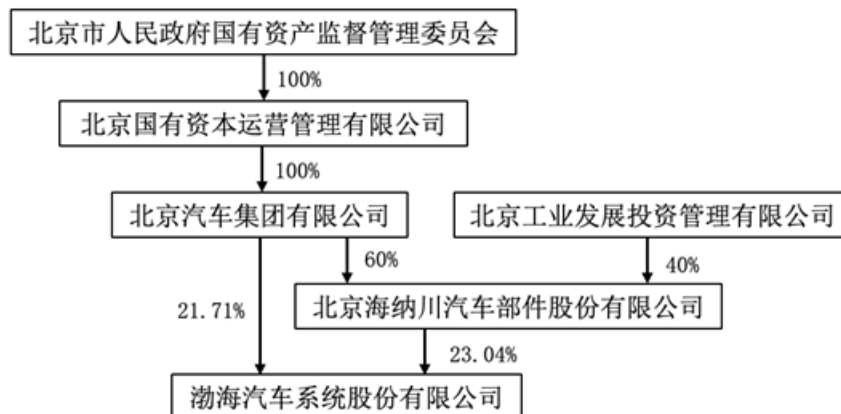 北京市人民政府国有资产监督管理委员会
100%
北京国有资本运营管理有限公司
100%
北京汽车集团有限公司
北京工业发展投资管理有限公司
60%
40%
21.71%
北京海纳川汽车部件股份有限公司
23.04%
渤海汽车系统股份有限公司